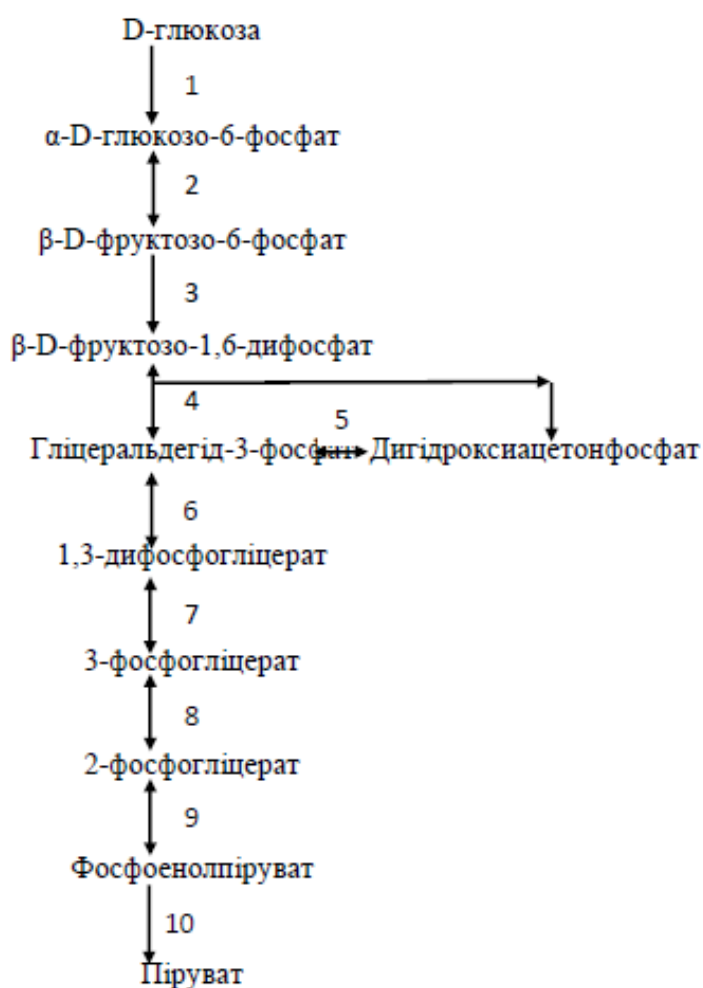 D-глюкоза
1
α-D-глюкозо-6-фосфат
2
β-D-фруктозо-6-фосфат
3
β-D-фруктозо-1,6-дифосфат
4
5
Гліцеральдегід-3-фосфат Дигідроксиацетонфосфат
6
1,3-дифосфогліцерат
7
3-фосфогліцерат
8
2-фосфогліцерат
9
Фосфоенолпіруват
10
Піруват